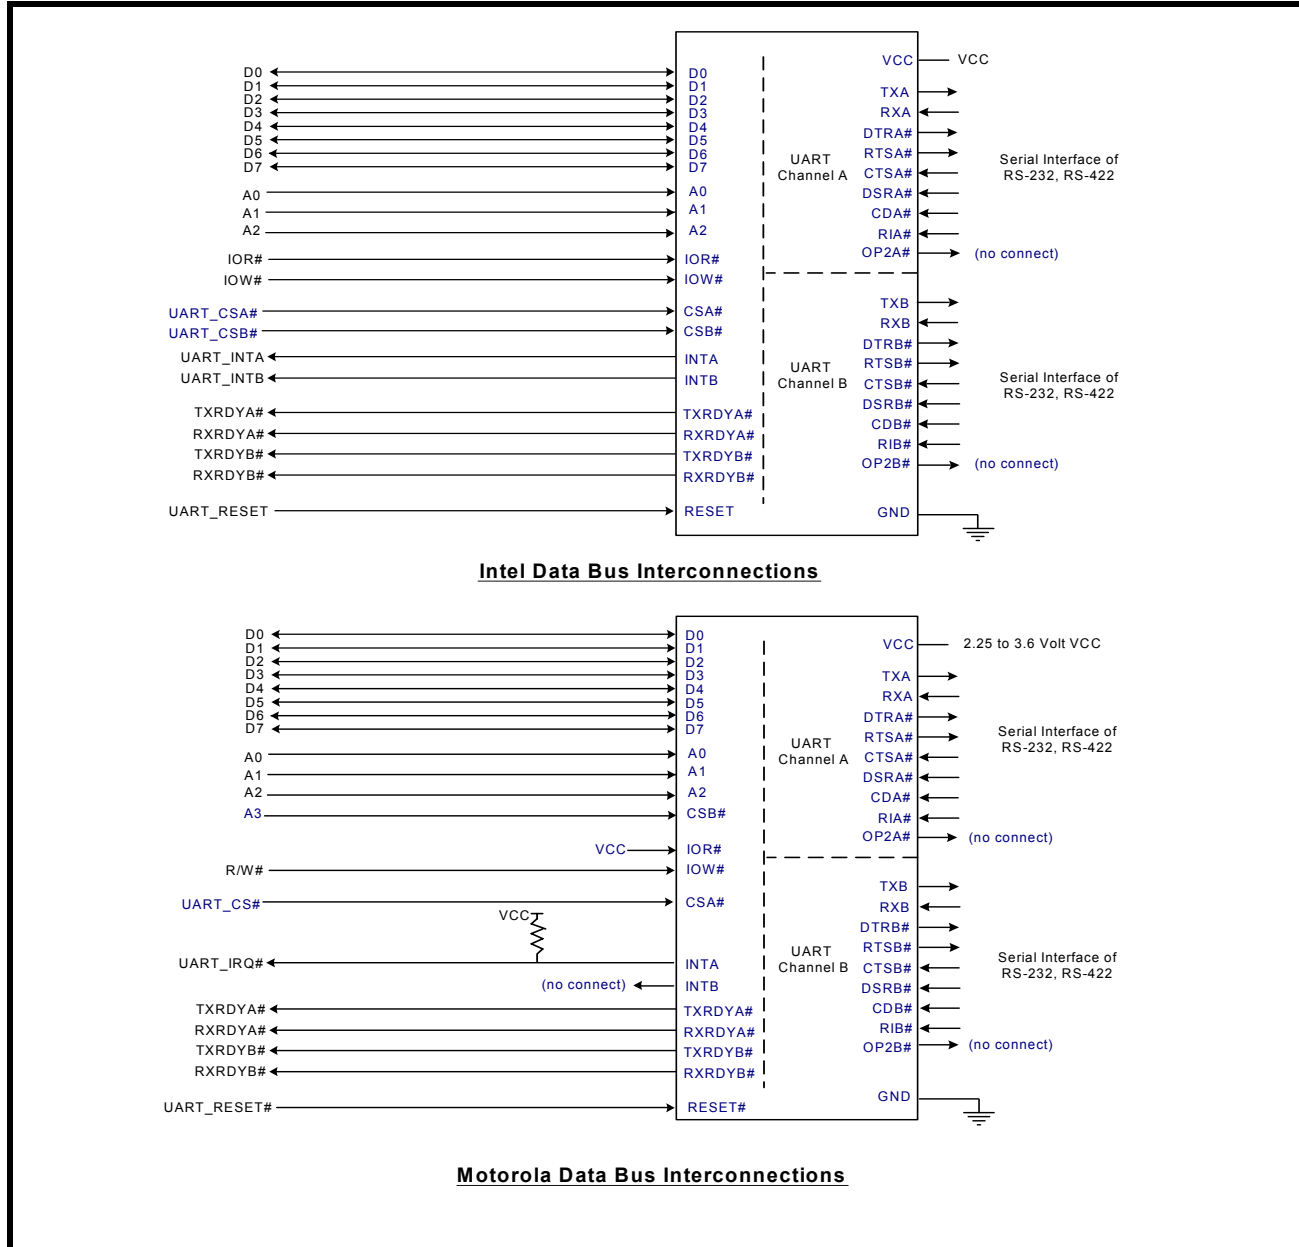 D0 D0 VCC VCC
D1 D1
D2 D2 TXA
D3 D3 RXA
D4 D4 DTRA#
D5 D5 RTSA#
D6 D6 UART Serial Interface of
D7 D7 Channel A CTSA# RS-232, RS-422
A0 A0 DSRA#
A1 A1 CDA#
A2 A2 RIA#
IOR# IOR# OP2A# (no connect)
IOW# IOW#
UART_CSA# CSA# TXB
UART_CSB# CSB# RXB
DTRB#
UART_INTA INTA RTSB#
UART_INTB INTB UART Serial Interface of
Channel B CTSB# RS-232, RS-422
TXRDYA# TXRDYA# DSRB#
RXRDYA# RXRDYA# CDB#
TXRDYB# TXRDYB# RIB#
RXRDYB# RXRDYB# OP2B# (no connect)
UART_RESET RESET GND
Intel Data Bus Interconnections
D0 D0 VCC 2.25 to 3.6 Volt VCC
D1 D1
D2 D2
D3 D3 TXA
D4 D4 RXA
D5 D5
D6 D6 DTRA#
D7 D7 RTSA#
UART Serial Interface of
A0 A0 Channel A CTSA# RS-232, RS-422
A1 A1 DSRA#
A2 A2 CDA#
A3 CSB# RIA#
OP2A# (no connect)
VCC IOR#
R/W# IOW#
TXB
UART_CS# CSA# RXB
VCC DTRB#
RTSB#
UART Serial Interface of
UART_IRQ# INTA Channel B CTSB# RS-232, RS-422
(no connect) INTB DSRB#
TXRDYA# TXRDYA# CDB#
RXRDYA# RXRDYA# RIB#
TXRDYB# TXRDYB# OP2B# (no connect)
RXRDYB# RXRDYB#
UART_RESET# RESET# GND
Motorola Data Bus Interconnections